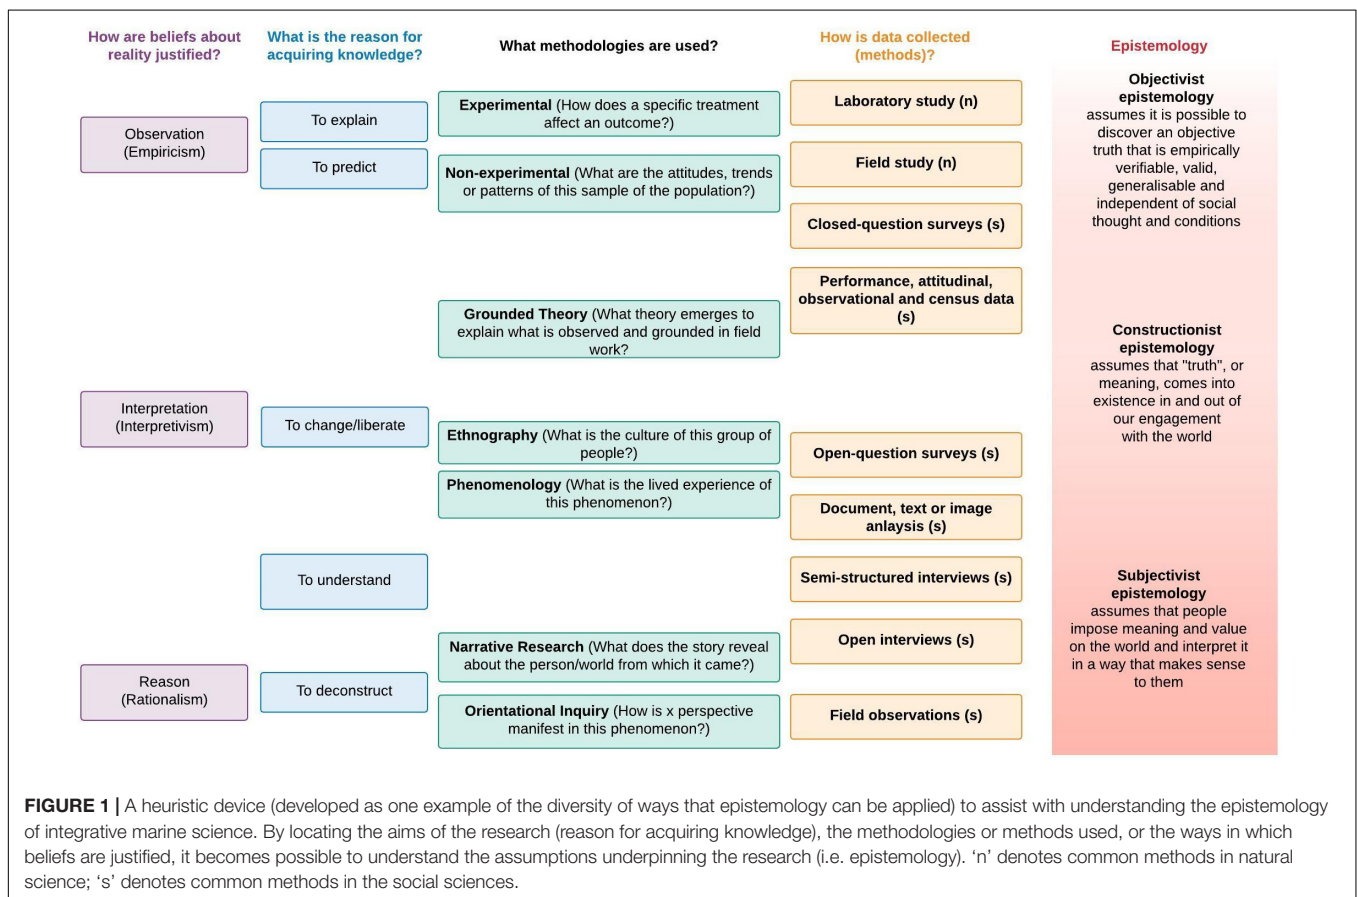 How are beliefs about
reality justified?
Observation
(Empiricism)
Interpretation
(Interpretivism)
Reason
(Rationalism)
What is the reason for
acquiring knowledge?
To explain
To predict
To change/liberate
To understand
To deconstruct
What methodologies are used?
Experimental (How does a specific treatment
affect an outcome?)
Non-experimental (What are the attitudes, trends
or patterns of this sample of the population?)
Grounded Theory (What theory emerges to
explain what is observed and grounded in field
work?
Ethnography (What is the culture of this group of
people?)
Phenomenology (What is the lived experience of
this phenomenon?)
Narrative Research (What does the story reveal
about the person/world from which it came?)
Orientational Inquiry (How is x perspective
manifest in this phenomenon?)
How is data collected
(methods)?
Laboratory study (n)
Field study (n)
Closed-question surveys (s)
Performance, attitudinal,
observational and census data
(s)
Open-question surveys (s)
Document, text or image
anlaysis (s)
Semi-structured interviews (s)
Open interviews (s)
Field observations (s)
Epistemology
Objectivist
epistemology
assumes it is possible to
discover an objective
truth that is empirically
verifiable, valid,
generalisable and
independent of social
thought and conditions
Constructionist
epistemology
assumes that "truth", or
meaning, comes into
existence in and out of
our engagement
with the world
Subjectivist
epistemology
assumes that people
impose meaning and value
on the world and interpret it
in a way that makes sense
to them
FIGURE 1 | A heuristic device (developed as one example of the diversity of ways that epistemology can be applied) to assist with understanding the epistemology
of integrative marine science. By locating the aims of the research (reason for acquiring knowledge), the methodologies or methods used, or the ways in which
beliefs are justified, it becomes possible to understand the assumptions underpinning the research (i.e. epistemology). ‘n’ denotes common methods in natural
science; ‘s’ denotes common methods in the social sciences.